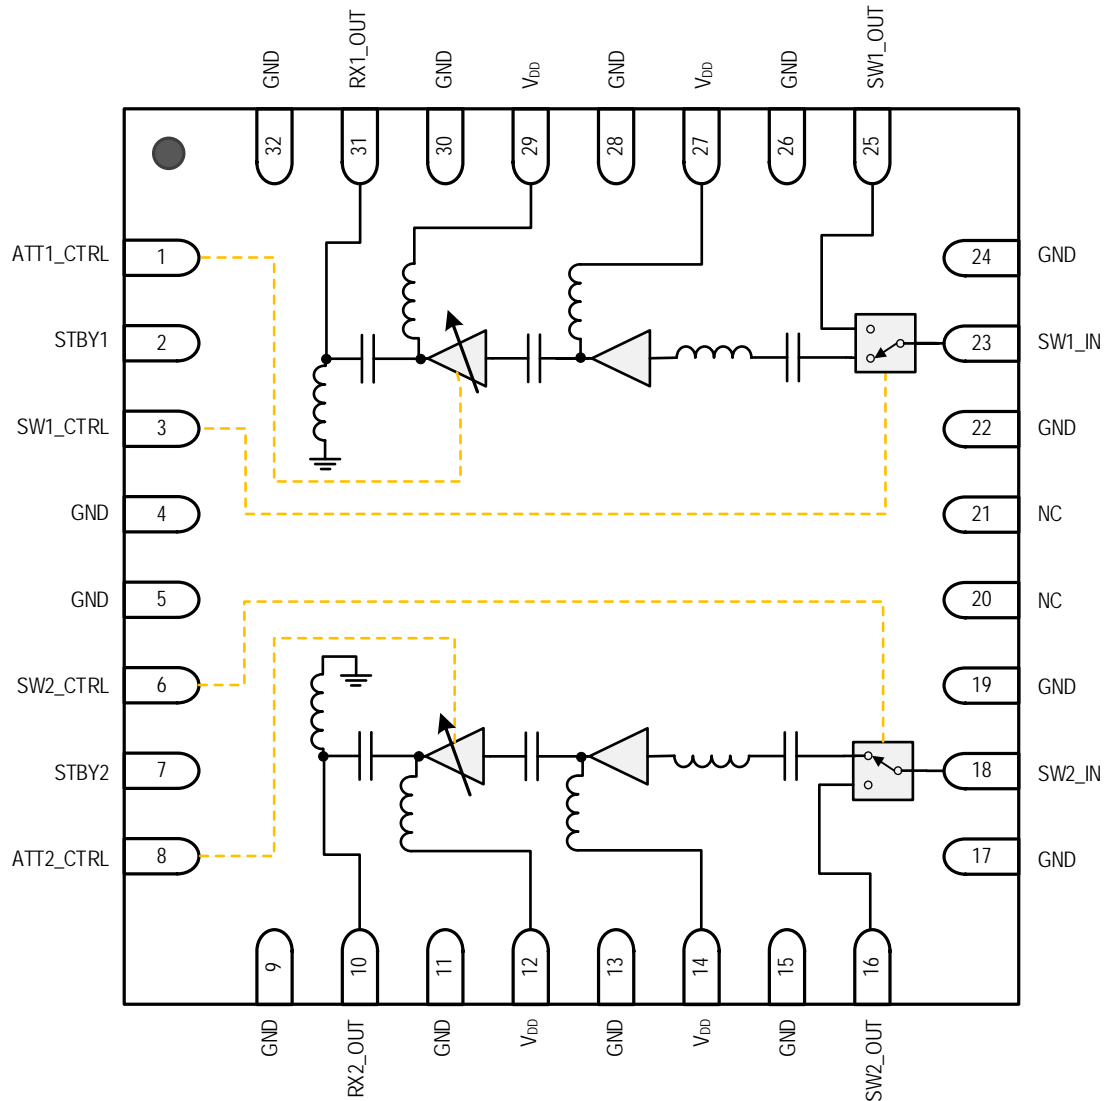 GND
RX1_OUT
GND
VDD
GND
VDD
GND
SW1_OUT
32
31
30
29
28
27
26
25
ATT1_CTRL 1
24 GND
STBY1 2
23 SW1_IN
SW1_CTRL 3
22 GND
GND 4
21 NC
GND 5
20 NC
SW2_CTRL 6
19 GND
STBY2 7
18 SW2_IN
ATT2_CTRL 8
17 GND
9
10
11
12
13
14
15
16
GND
RX2_OUT
GND
VDD
GND
VDD
GND
SW2_OUT